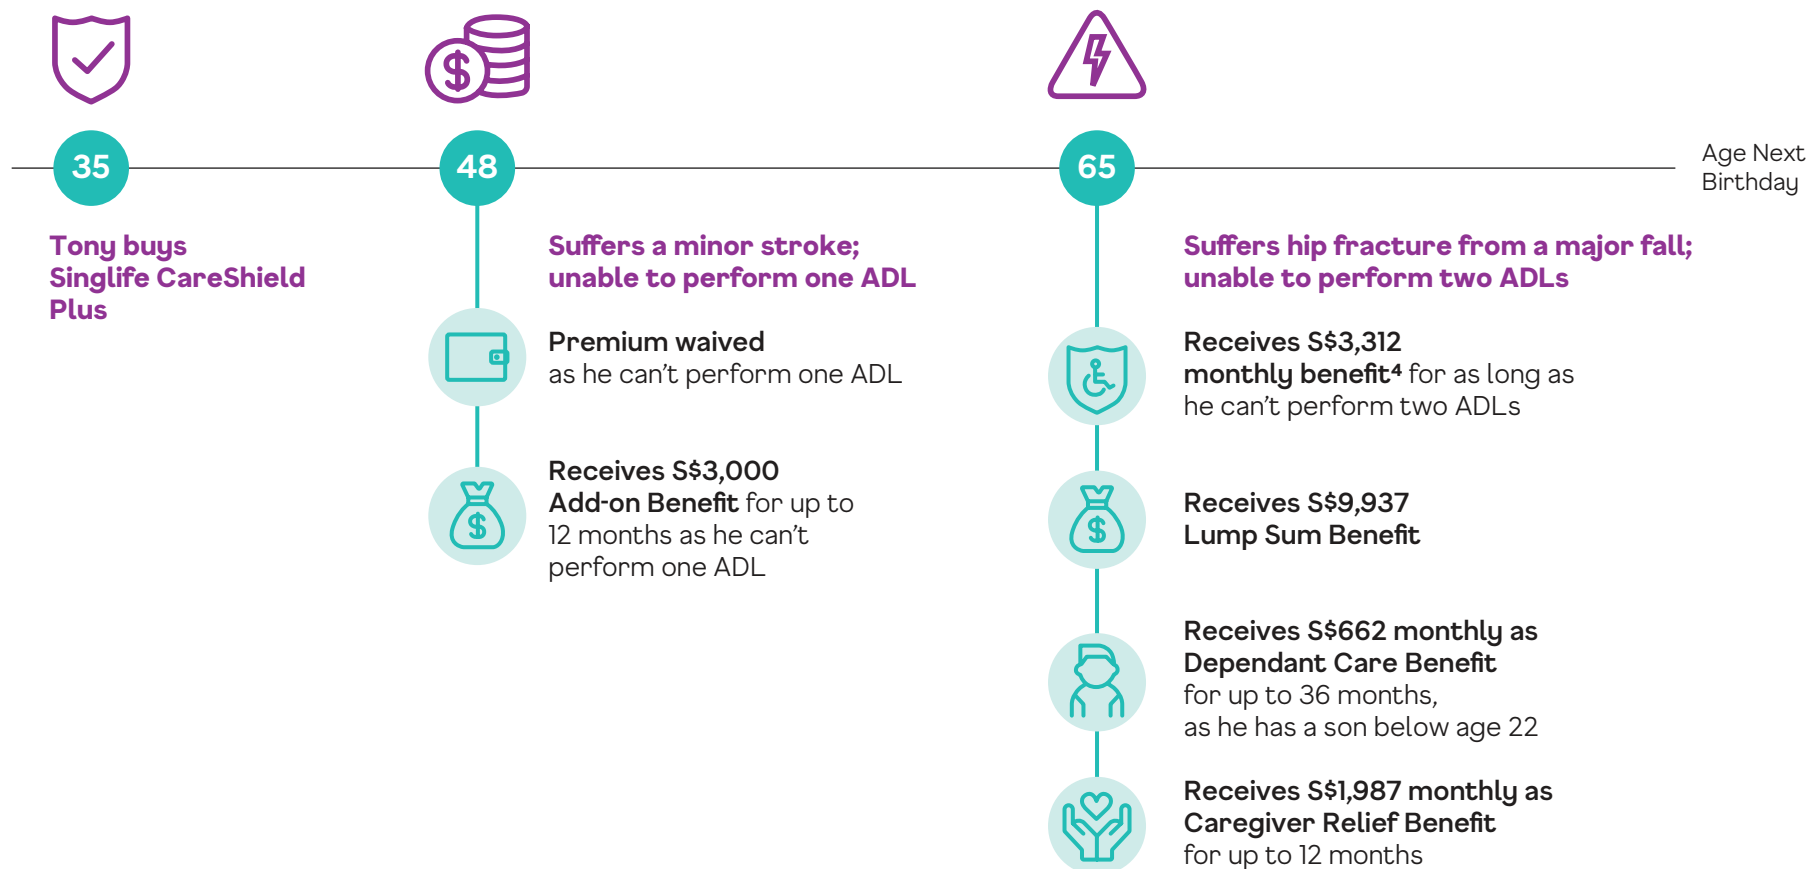 35
48
65
Age Next
Birthday
Tony buys
Singlife CareShield
Plus
Suffers a minor stroke;
unable to perform one ADL
Premium waived
as he can’t perform one ADL
$
Receives S$3,000
Add-on Benefit for up to
12 months as he can’t
perform one ADL
Suffers hip fracture from a major fall;
unable to perform two ADLs
Receives S$3,312
monthly benefit⁴ for as long as
he can’t perform two ADLs
$
Receives S$9,937
Lump Sum Benefit
Receives S$662 monthly as
Dependant Care Benefit
for up to 36 months,
as he has a son below age 22
Receives S$1,987 monthly as
Caregiver Relief Benefit
for up to 12 months